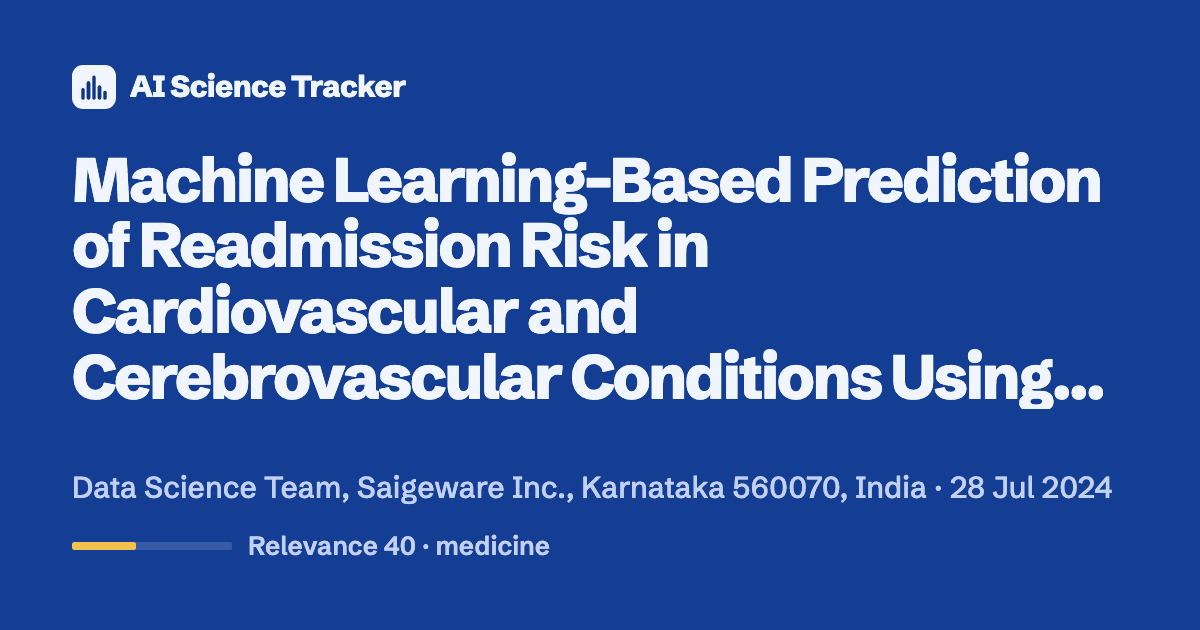 AI Science Tracker
Machine Learning-Based Prediction
of Readmission Risk in
Cardiovascular and
Cerebrovascular Conditions Using...
Data Science Team, Saigeware Inc., Karnataka 560070, India · 28 Jul 2024
Relevance 40 · medicine